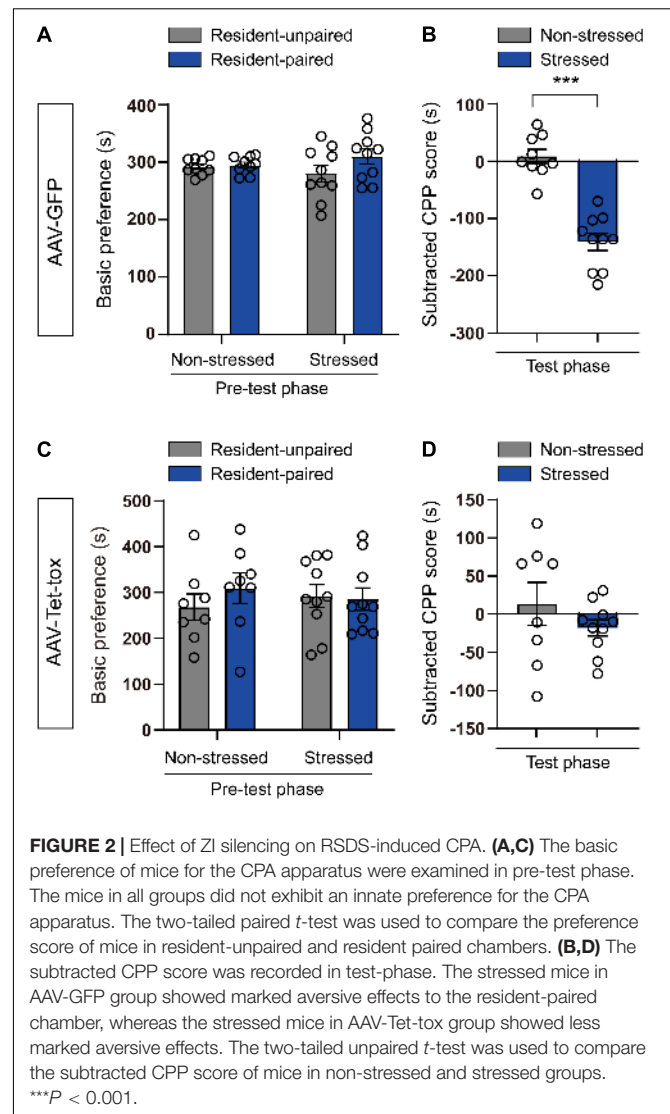 A
Resident-unpaired
Resident-paired
B
Non-stressed
Stressed
AAV-GFP
Basic preference (s)
400
300
200
100
0
Non-stressed Stressed
Pre-test phase
Subtracted CPP score (s)
***
100
0
-100
-200
-300
Test phase
C
Resident-unpaired
Resident-paired
D
Non-stressed
Stressed
AAV-Tet-tox
Basic preference (s)
500
400
300
200
100
0
Non-stressed Stressed
Pre-test phase
Subtracted CPP score (s)
150
100
50
0
-50
-100
-150
Test phase
FIGURE 2 | Effect of ZI silencing on RSDS-induced CPA. (A,C) The basic
preference of mice for the CPA apparatus were examined in pre-test phase.
The mice in all groups did not exhibit an innate preference for the CPA
apparatus. The two-tailed paired t-test was used to compare the preference
score of mice in resident-unpaired and resident paired chambers. (B,D) The
subtracted CPP score was recorded in test-phase. The stressed mice in
AAV-GFP group showed marked aversive effects to the resident-paired
chamber, whereas the stressed mice in AAV-Tet-tox group showed less
marked aversive effects. The two-tailed unpaired t-test was used to compare
the subtracted CPP score of mice in non-stressed and stressed groups.
***P < 0.001.